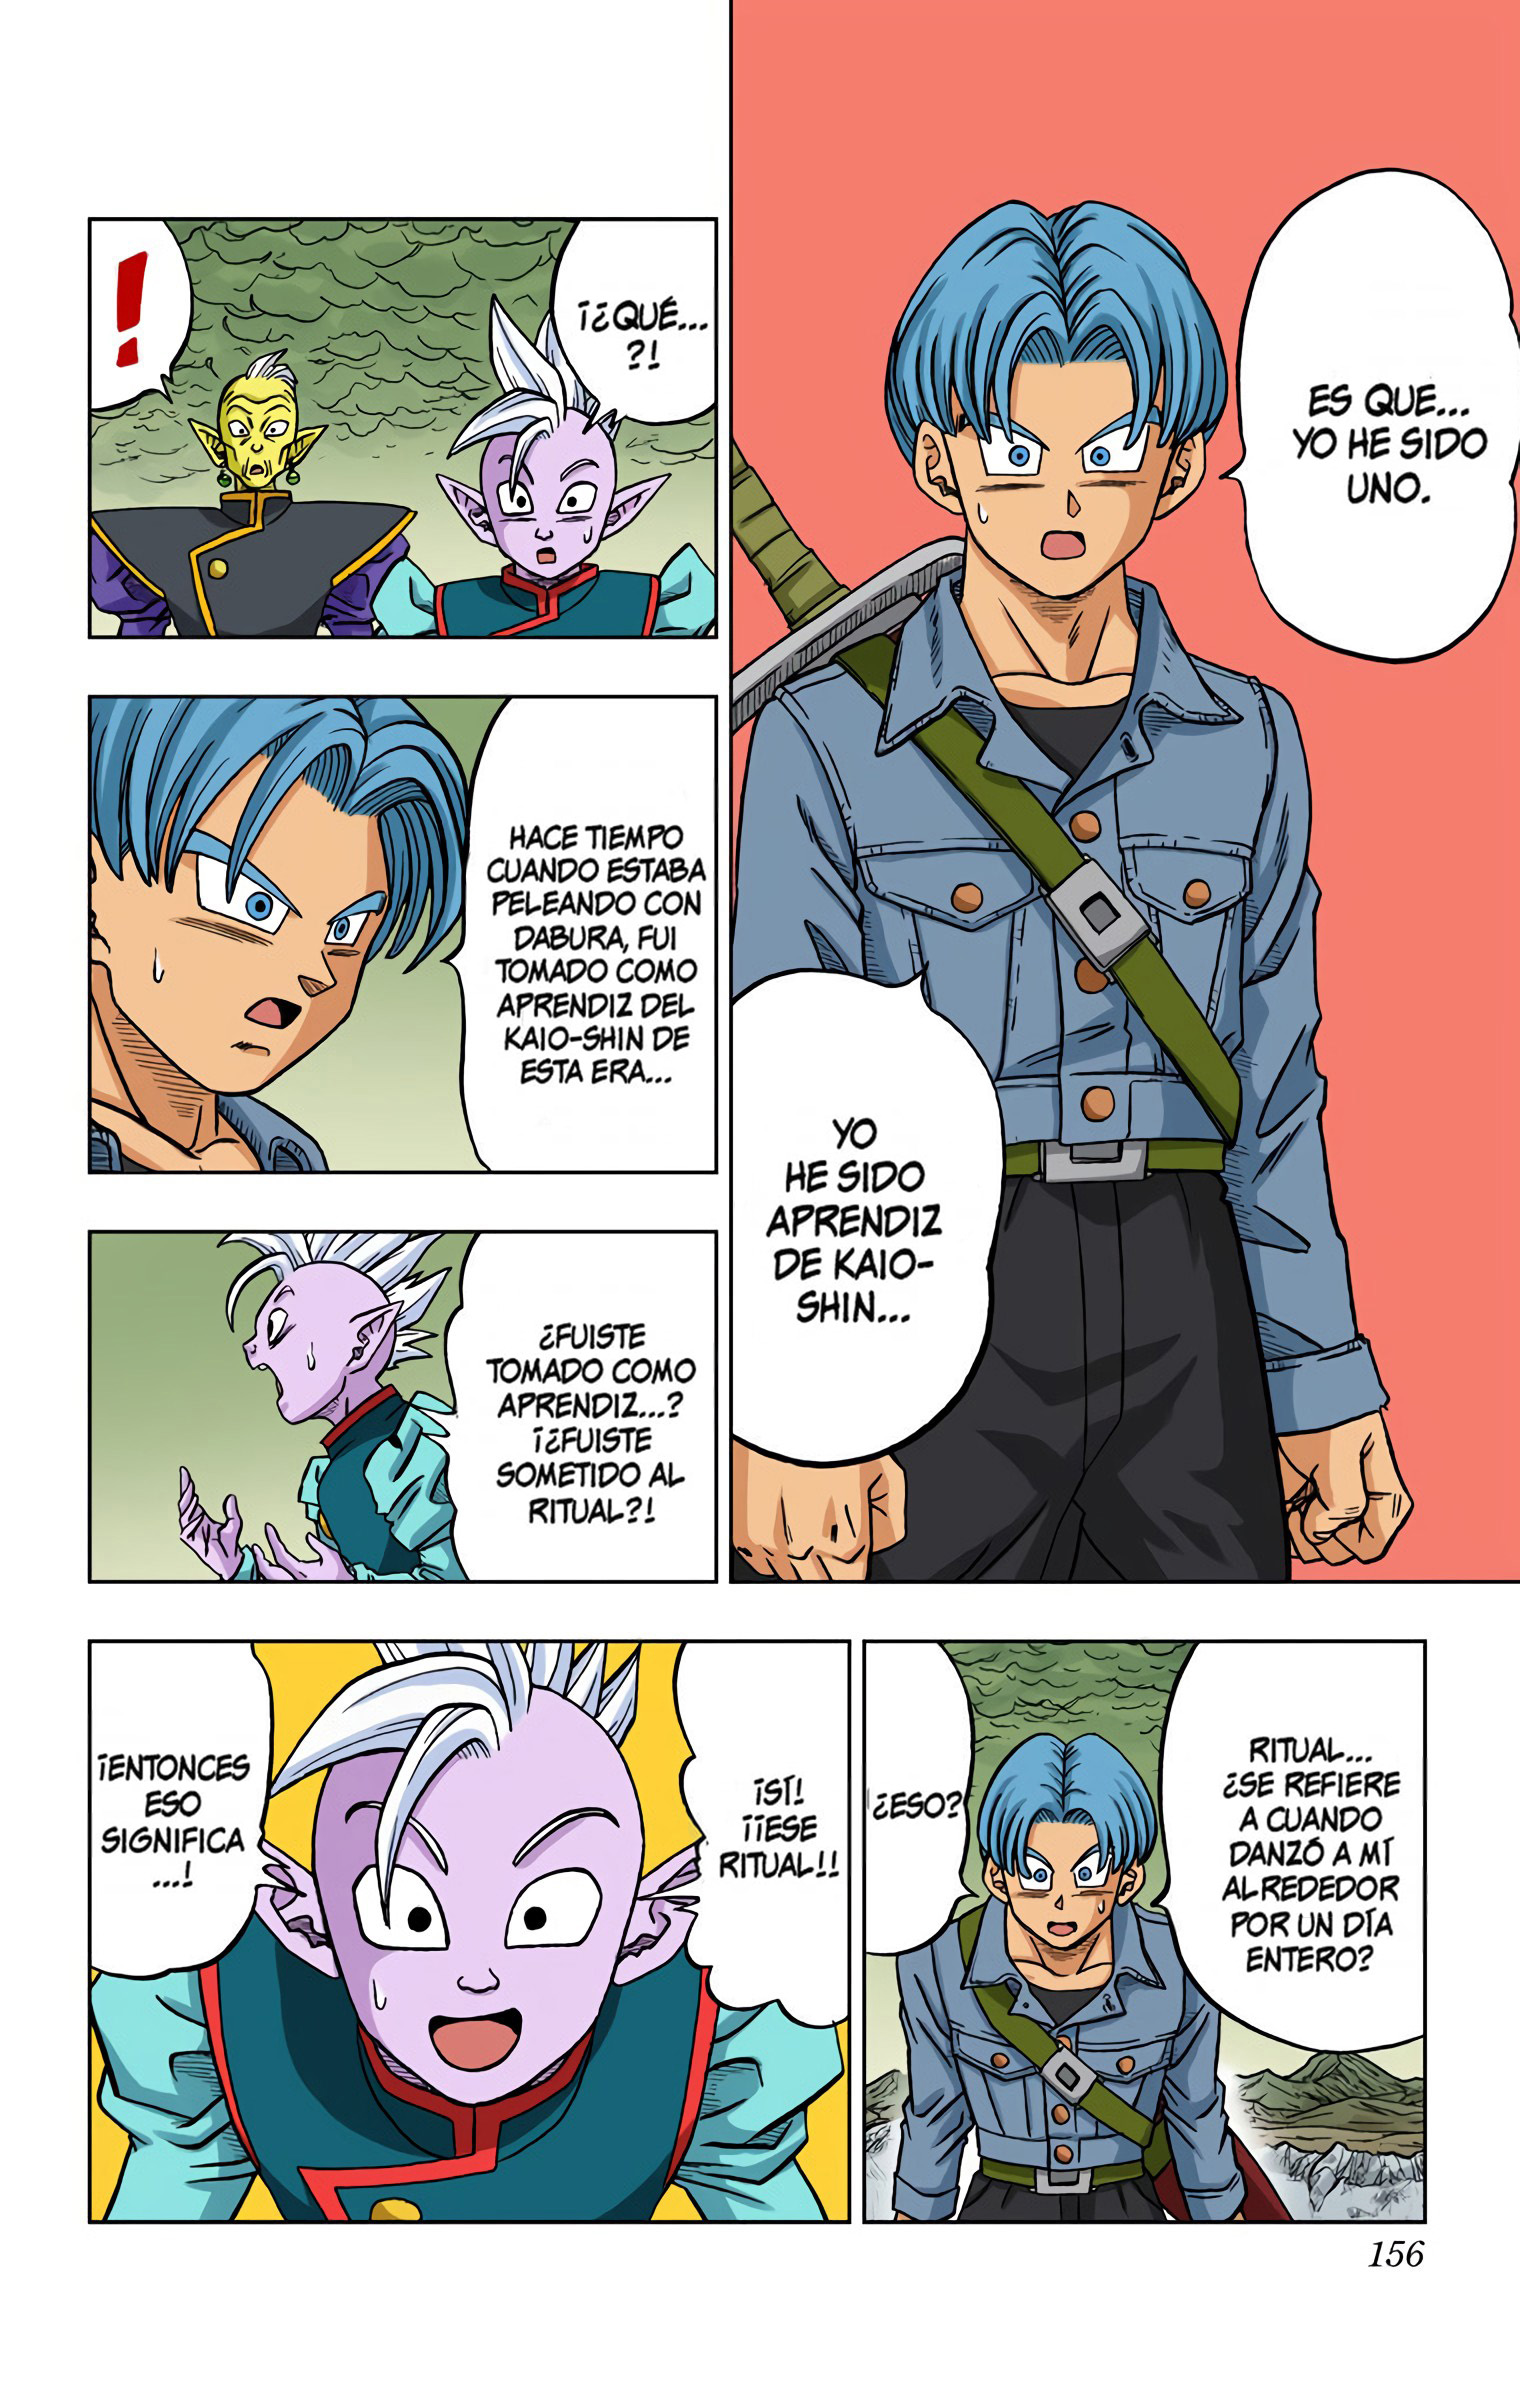 ES QUE...
YO HE SIDO
UNO.
YO
HE SIDO
APRENDIZ
DE KAIO-
SHIN...
¡¿QUÉ...
?!
!
HACE TIEMPO
CUANDO ESTABA
PELEANDO CON
DABURA, FUI
TOMADO COMO
APRENDIZ DEL
KAIO-SHIN DE
ESTA ERA...
¿FUISTE
TOMADO COMO
APRENDIZ...?
¡¿FUISTE
SOMETIDO AL
RITUAL?!
RITUAL...
¿SE REFIERE
A CUANDO
DANZÓ A MÍ
ALREDEDOR
POR UN DÍA
ENTERO?
¿ESO?
¡SÍ!
¡¡ESE
RITUAL!!
¡ENTONCES
ESO
SIGNIFICA
...!
156